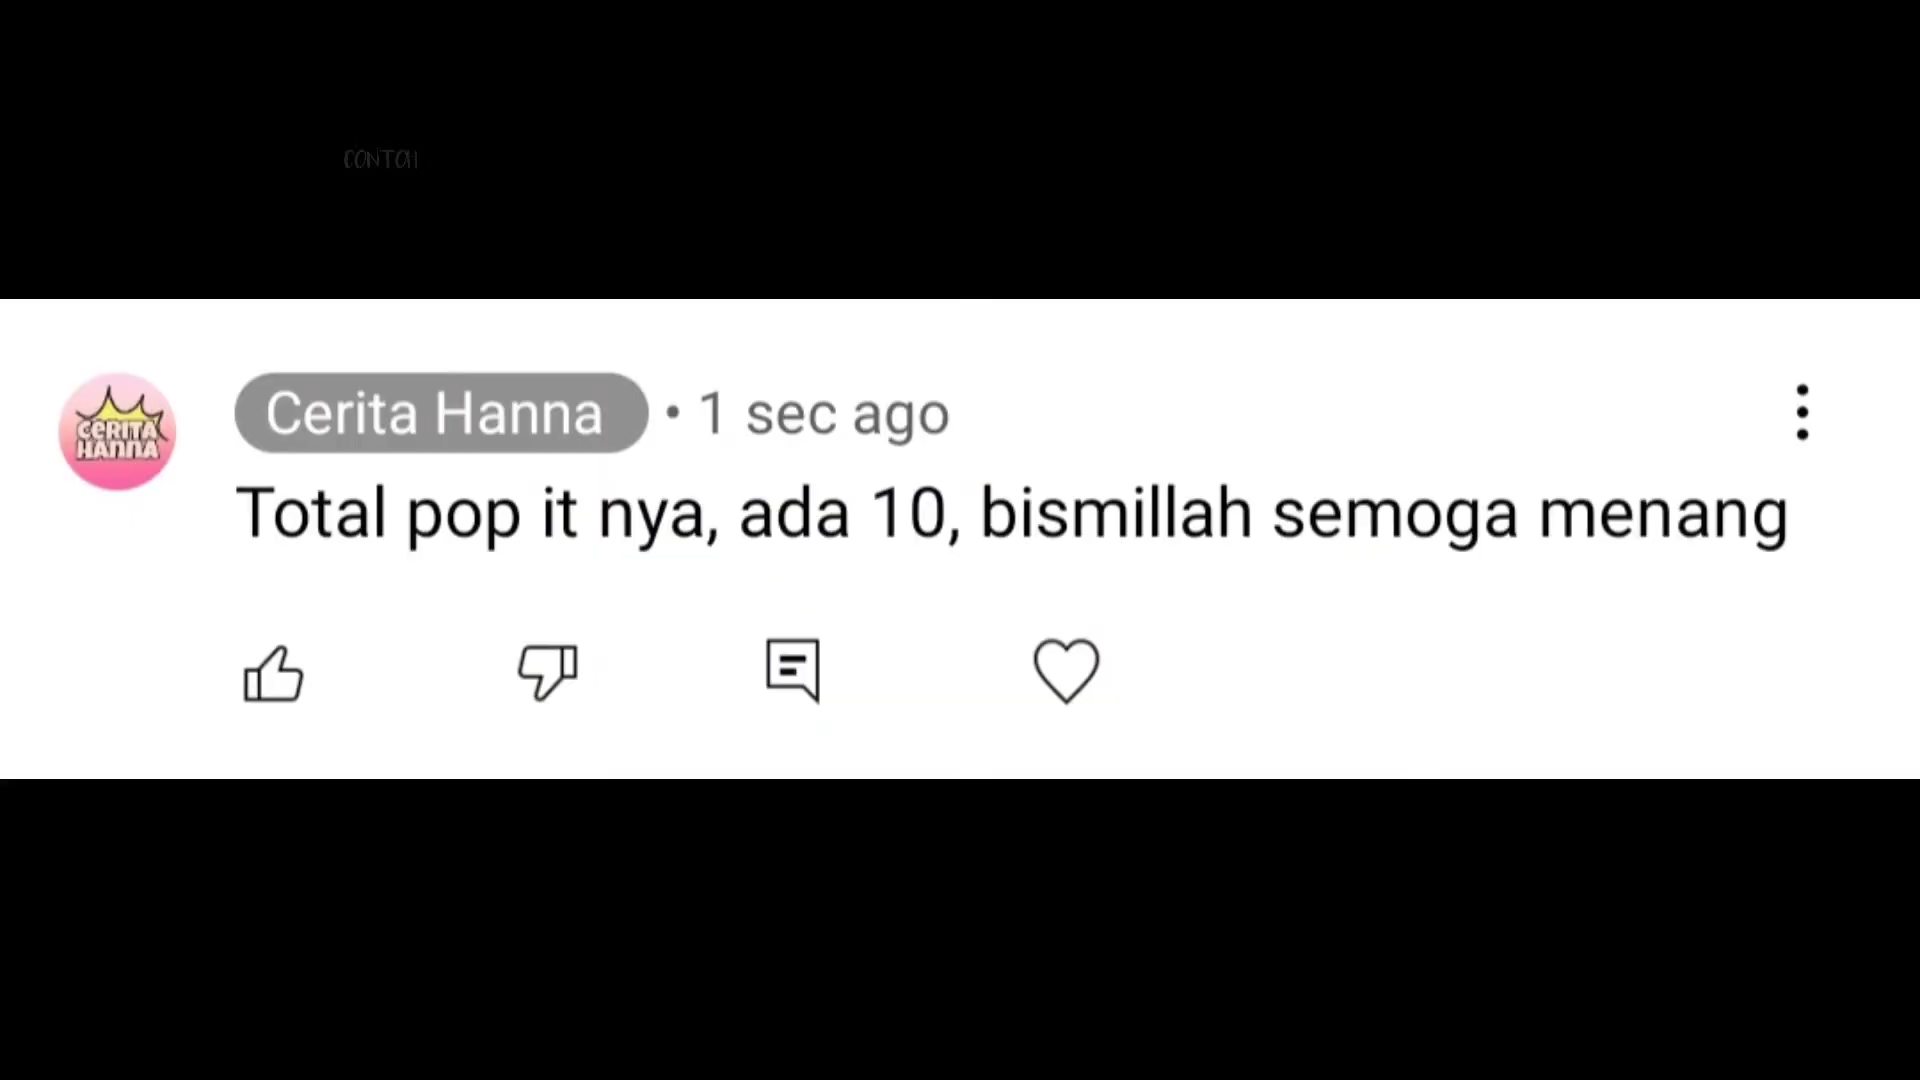 CONTOH
CERITA
HANNA
Cerita Hanna • 1 sec ago
Total pop it nya, ada 10, bismillah semoga menang